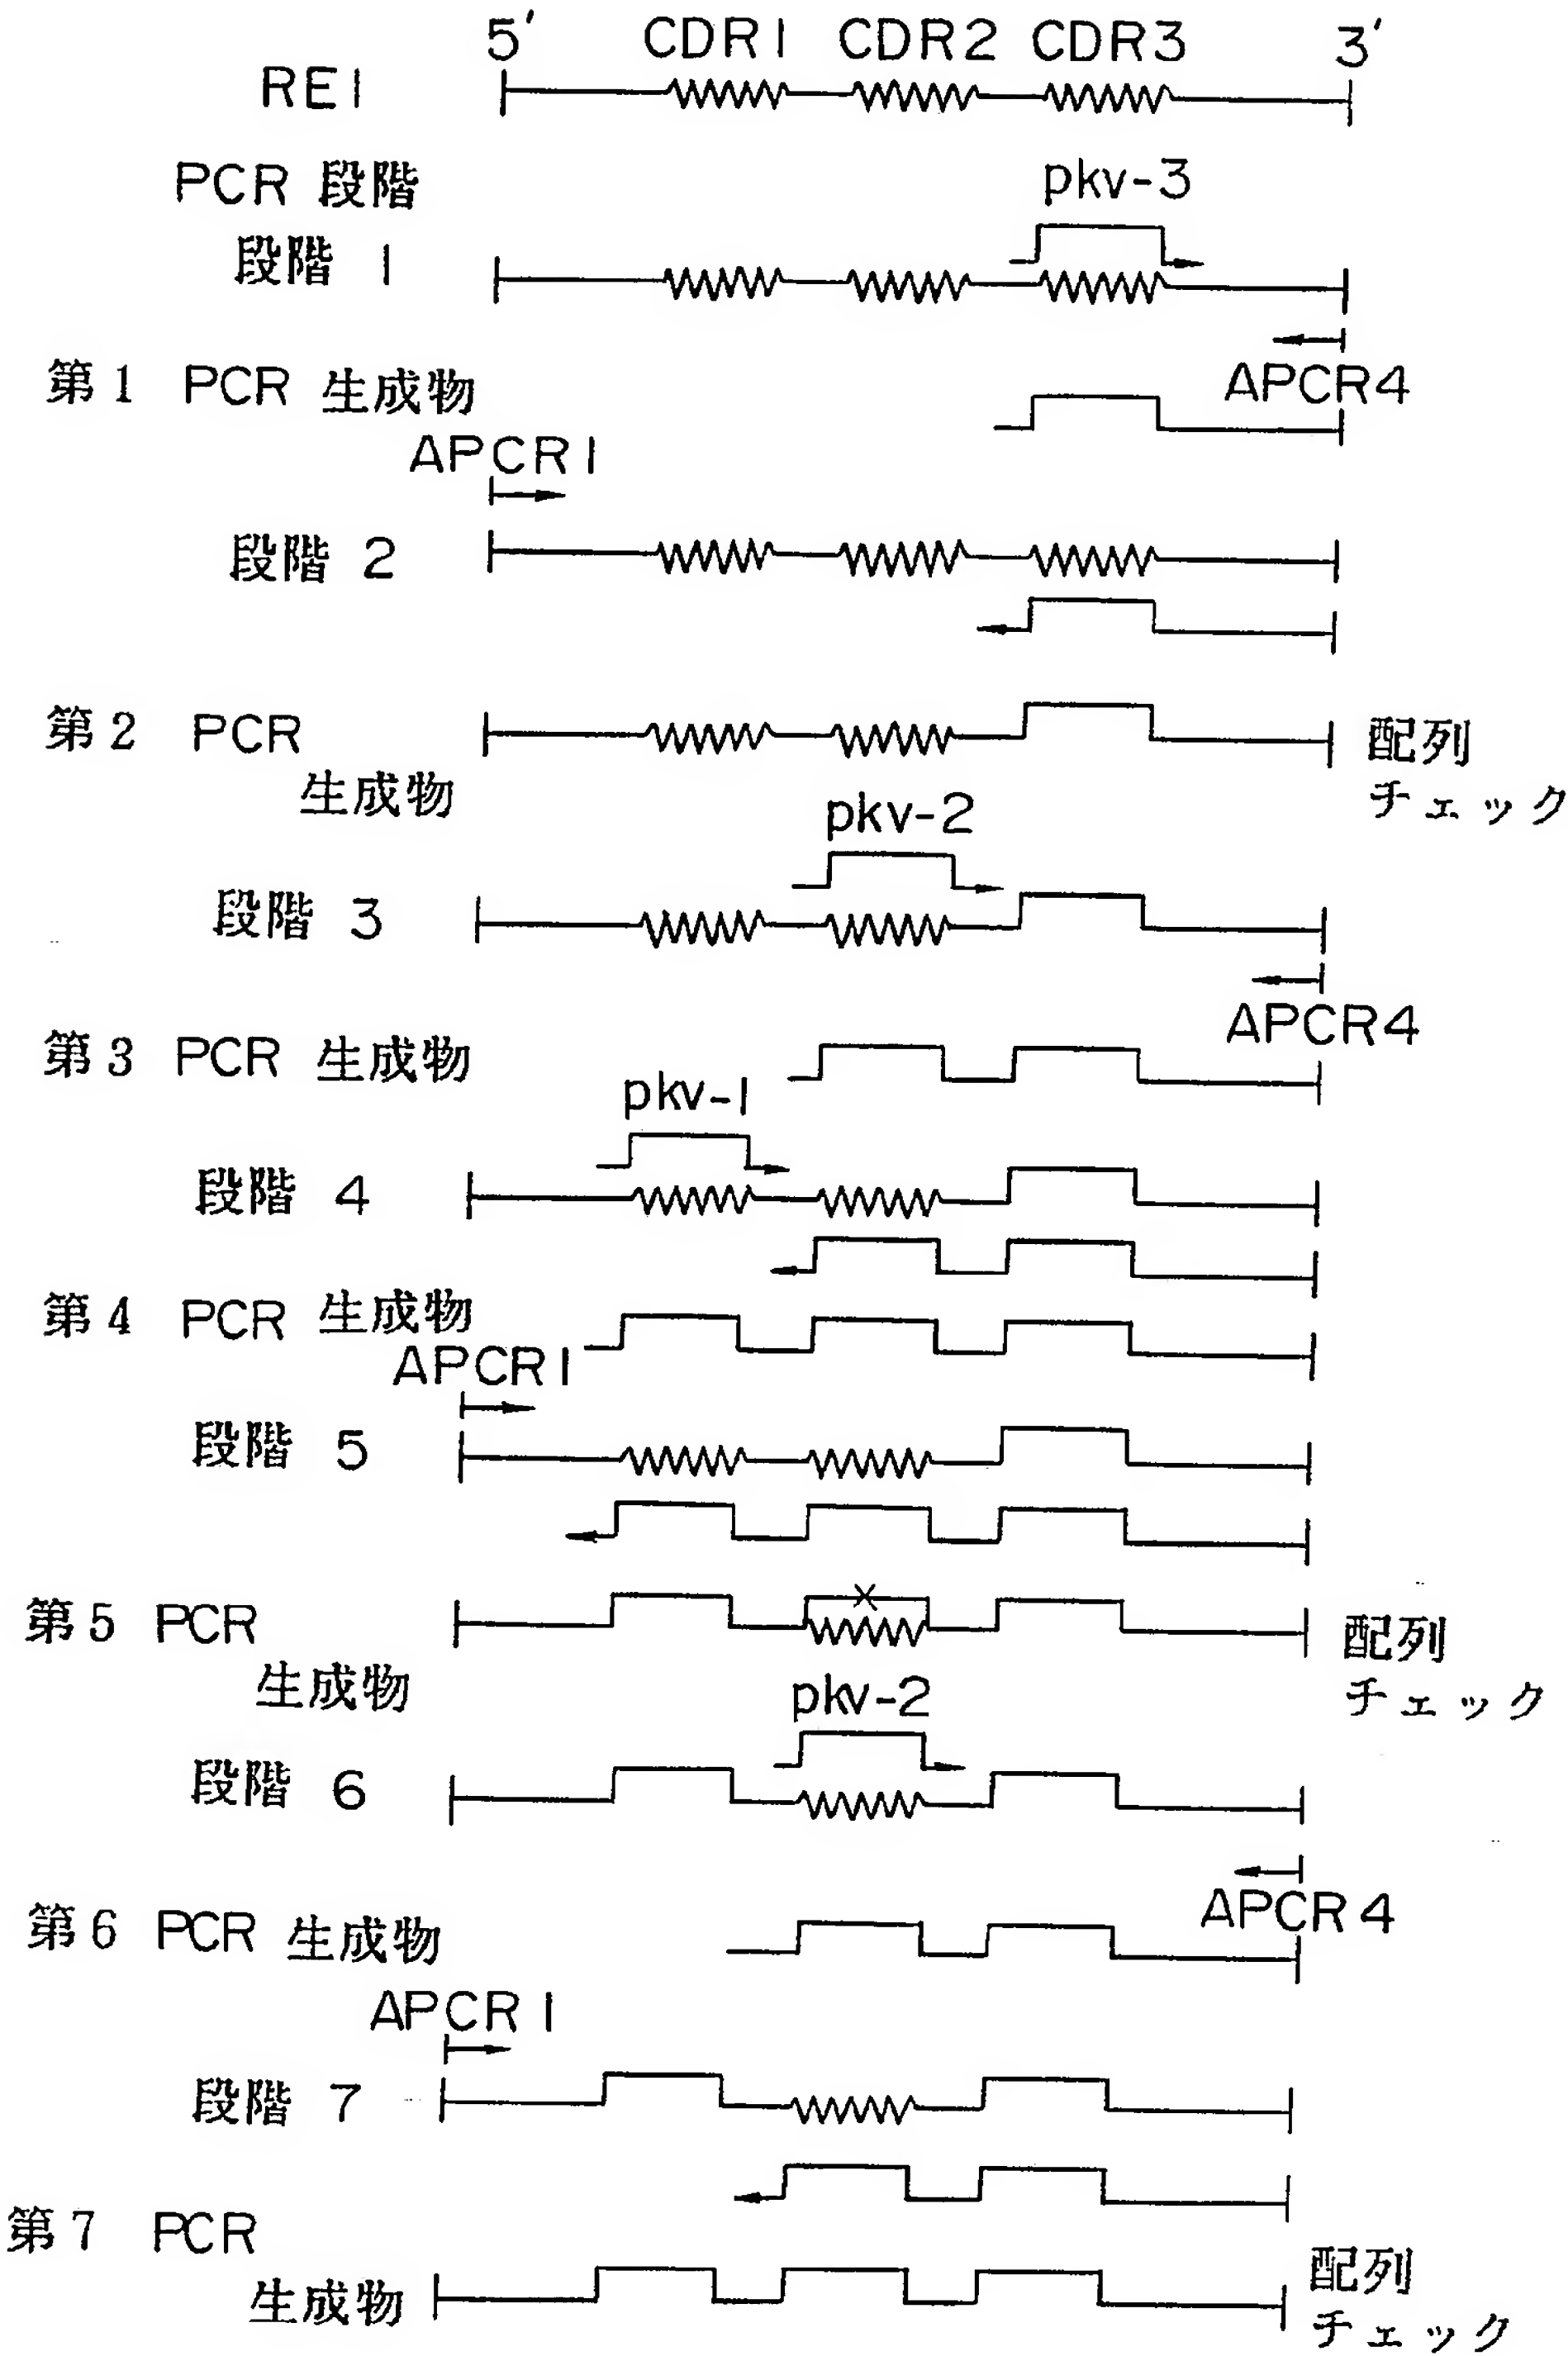 5′ CDR1 CDR2 CDR3 3′
REI
PCR 段階 pkv-3
段階 1
第1 PCR 生成物 APCR4
APCR1
段階 2
第2 PCR 配列
生成物 チェック
pkv-2
段階 3
APCR4
第3 PCR 生成物
pkv-1
段階 4
第4 PCR 生成物
APCR1
段階 5
第5 PCR 配列
生成物 チェック
pkv-2
段階 6
APCR4
第6 PCR 生成物
APCR1
段階 7
第7 PCR 配列
生成物 チェック